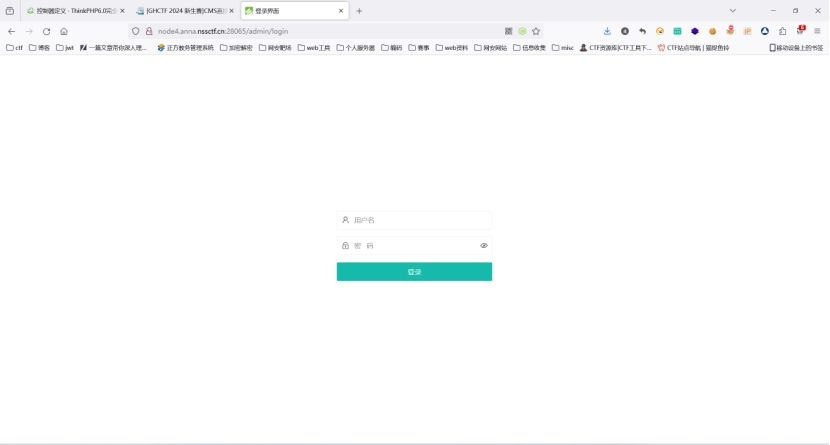 控制器定义 · ThinkPHP6.0完全
[GHCTF 2024 新生赛]CMS直接
登录界面
node4.anna.nssctf.cn:28065/admin/login
ctf 博客 jwt 一篇文章带你深入理... 正方教务管理系统 加密解密 网安靶场 web工具 个人服务器 编码 赛事 web资料 网安网站 信息收集 misc CTF资源库|CTF工具下... CTF站点导航 | 猫捉鱼铃 移动设备上的书签
用户名
密 码
登录